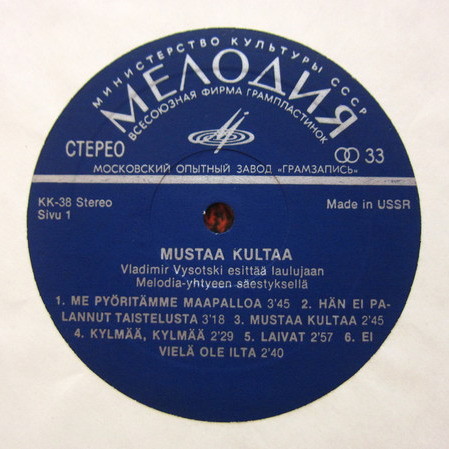 МИНИСТЕРСТВО КУЛЬТУРЫ СССР
МЕЛОДИЯ
ВСЕСОЮЗНАЯ ФИРМА ГРАМПЛАСТИНОК
СТЕРЕО
33
МОСКОВСКИЙ ОПЫТНЫЙ ЗАВОД «ГРАМЗАПИСЬ»
KK-38 Stereo
Made in USSR
Sivu 1
MUSTAA KULTAA
Vladimir Vysotski esittää laulujaan
Melodia-yhtyeen säestyksellä
1. ME PYÖRITÄMME MAAPALLOA 3'45 2. HÄN EI PA-
LANNUT TAISTELUSTA 3'18 3. MUSTAA KULTAA 2'45
4. KYLMÄÄ, KYLMÄÄ 2'29 5. LAIVAT 2'57 6. EI
VIELÄ OLE ILTA 2'40